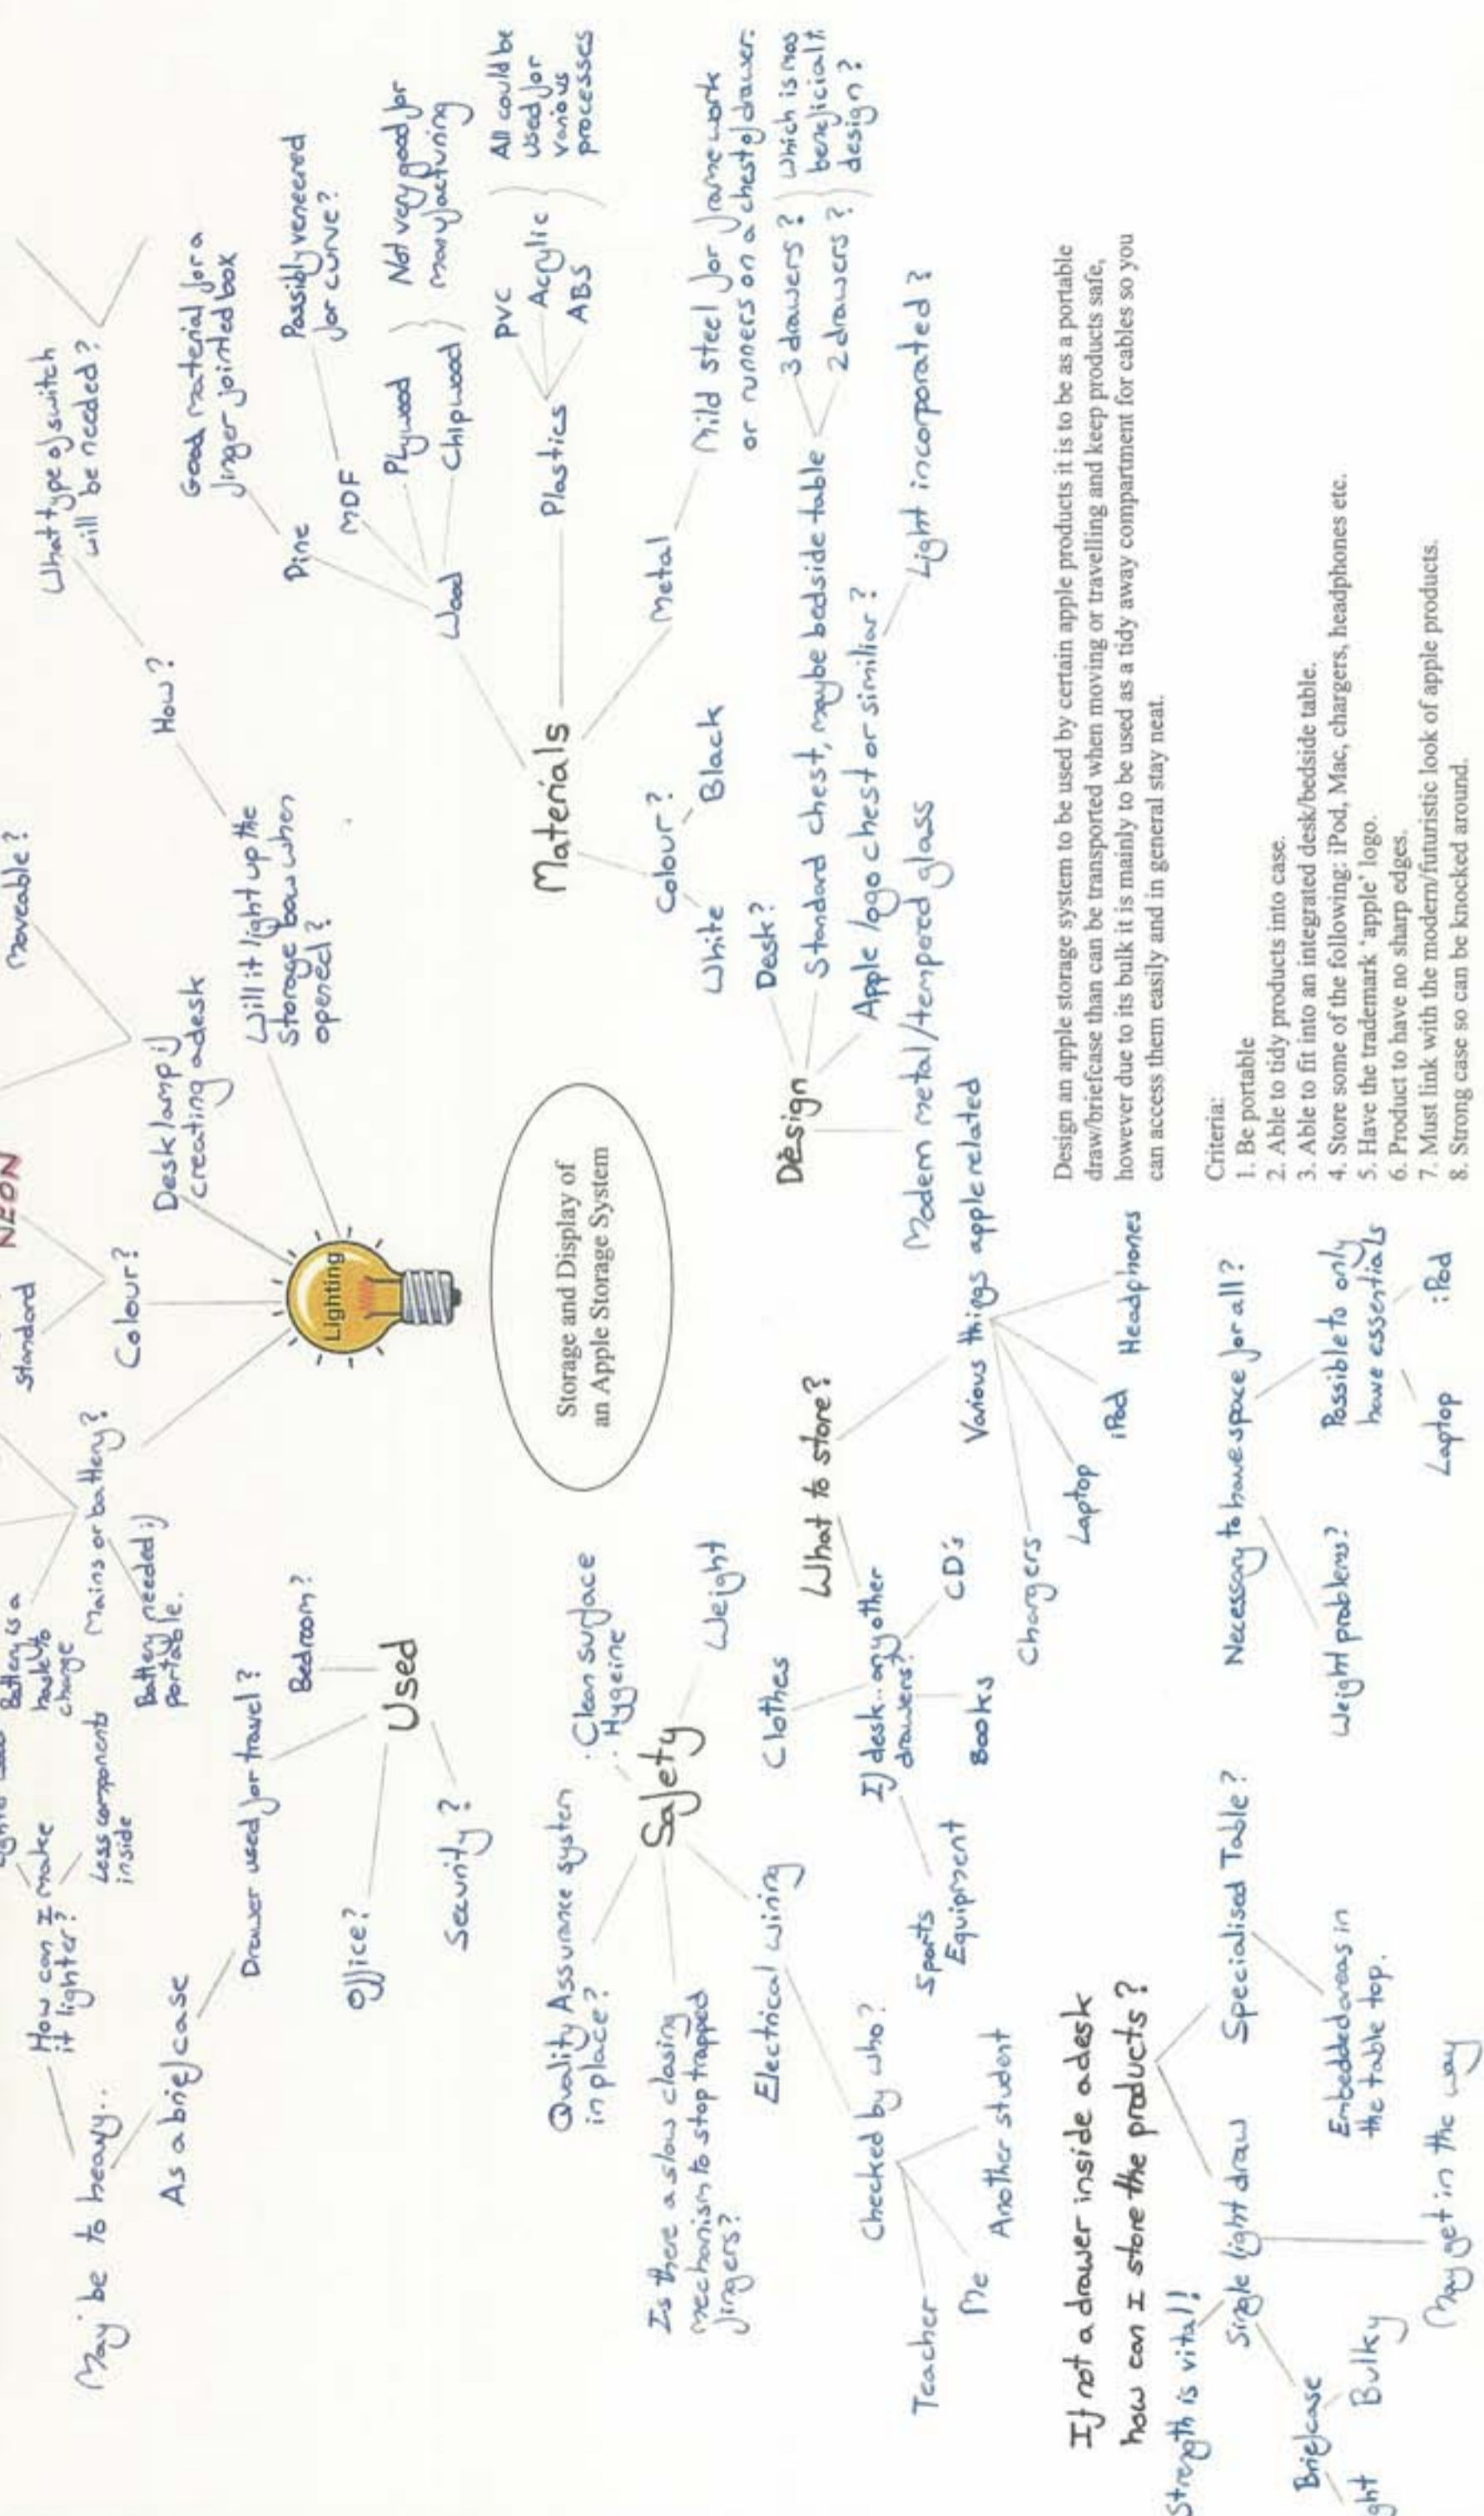 Moveable?
What type of switch
will be needed?
NEON
Standard
Colour?
Desk lamp if
creating a desk
How?
Will it light up the
storage box when
opened?
Lighting
Battery is a
hastle to
change
Mains or battery?
Battery needed if
portable.
May be to heavy..
How can I make
it lighter?
Less components
inside
As a briefcase
Drawer used for travel?
Bedroom?
Office?
Used
Security?
Storage and Display of
an Apple Storage System
Materials
Wood
Pine
Good material for a
finger jointed box
MDF
Possibly veneered
for curve?
Plywood
Chipwood
Not very good for
manufacturing
Plastics
PVC
Acrylic
ABS
All could be
used for
various
processes
Metal
Mild steel for frame work
or runners on a chest of drawer.
Colour?
White
Black
Quality Assurance system
in place?
Clean surface
Hygeine
Safety
Weight
Is there a slow closing
mechanism to stop trapped
fingers?
Electrical wiring
Checked by who?
Teacher
Me
Another student
Design
Desk?
Standard chest, maybe bedside table
3 drawers?
2 drawers?
Which is mos
beneficial t
design?
Apple logo chest or similiar?
Light incorporated?
Modern metal/tempered glass
What to store?
If desk.. any other
drawers?
Clothes
CD's
Books
Sports
Equipment
Various things apple related
Chargers
Laptop
iPod
Headphones
If not a drawer inside a desk
how can I store the products?
Strength is vital!
Single light draw
Briefcase
Bulky
May get in the way
Specialised Table?
Embedded areas in
the table top.
Necessary to have space for all?
Weight problems?
Possible to only
have essentials
Laptop
iPod
Design an apple storage system to be used by certain apple products it is to be as a portable
draw/briefcase than can be transported when moving or travelling and keep products safe,
however due to its bulk it is mainly to be used as a tidy away compartment for cables so you
can access them easily and in general stay neat.
Criteria:
1. Be portable
2. Able to tidy products into case.
3. Able to fit into an integrated desk/bedside table.
4. Store some of the following: iPod, Mac, chargers, headphones etc.
5. Have the trademark 'apple' logo.
6. Product to have no sharp edges.
7. Must link with the modern/futuristic look of apple products.
8. Strong case so can be knocked around.